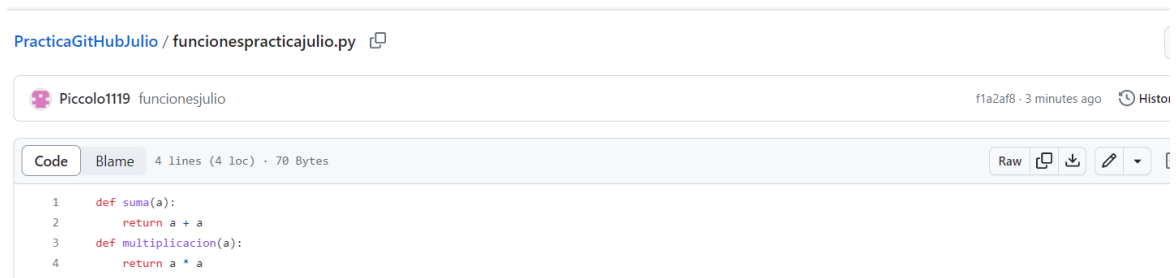 PracticaGitHubJulio / funcionespracticajulio.py
Piccolo1119 funcionesjulio f1a2af8 · 3 minutes ago Histor
Code Blame 4 lines (4 loc) · 70 Bytes Raw
1 def suma(a):
2 return a + a
3 def multiplicacion(a):
4 return a * a